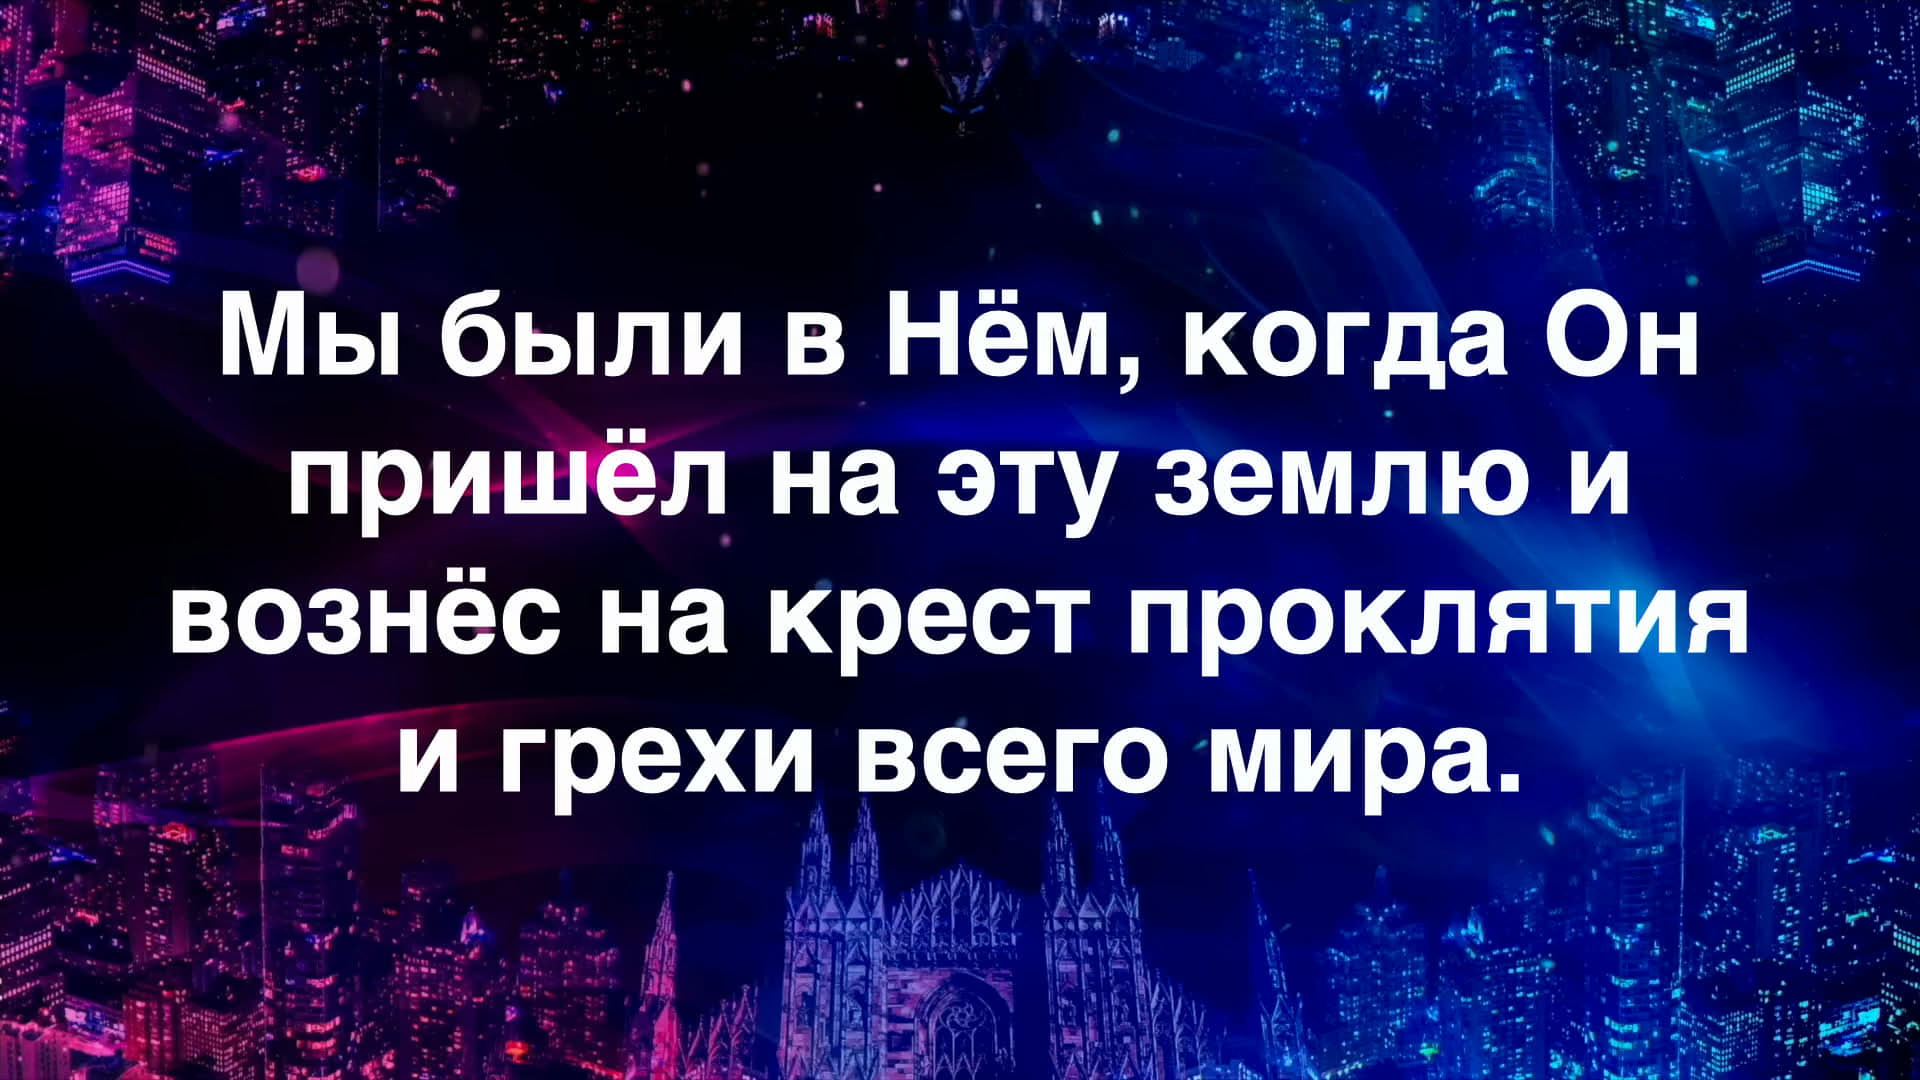 Мы были в Нём, когда Он
пришёл на эту землю и
вознёс на крест проклятия
и грехи всего мира.